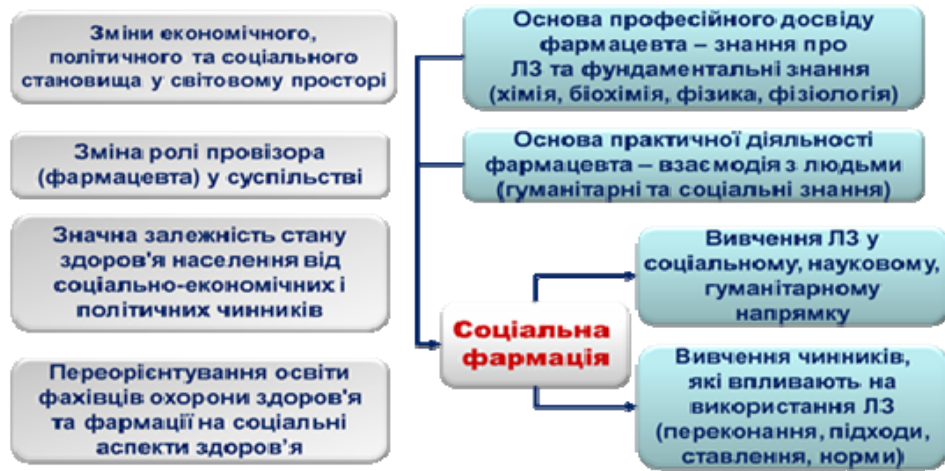 Зміни економічного,
політичного та соціального
становища у світовому просторі
Зміна ролі провізора
(фармацевта) у суспільстві
Значна залежність стану
здоров'я населення від
соціально-економічних і
політичних чинників
Переорієнтування освіти
фахівців охорони здоров'я
та фармації на соціальні
аспекти здоров’я
Основа професійного досвіду
фармацевта – знання про
ЛЗ та фундаментальні знання
(хімія, біохімія, фізика, фізіологія)
Основа практичної діяльності
фармацевта – взаємодія з людьми
(гуманітарні та соціальні знання)
Соціальна
фармація
Вивчення ЛЗ у
соціальному, науковому,
гуманітарному
напрямку
Вивчення чинників,
які впливають на
використання ЛЗ
(переконання, підходи,
ставлення, норми)